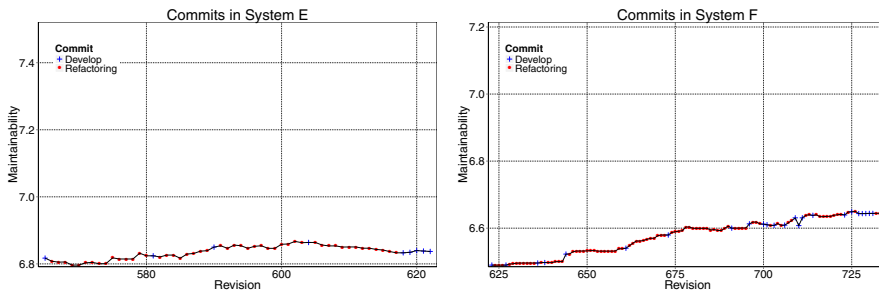 Commits in System E
Maintainability
7.4
7.2
7.0
6.8
Commit
Develop
Refactoring
580
600
620
Revision
Commits in System F
Maintainability
7.2
7.0
6.8
6.6
Commit
Develop
Refactoring
625
650
675
700
725
Revision